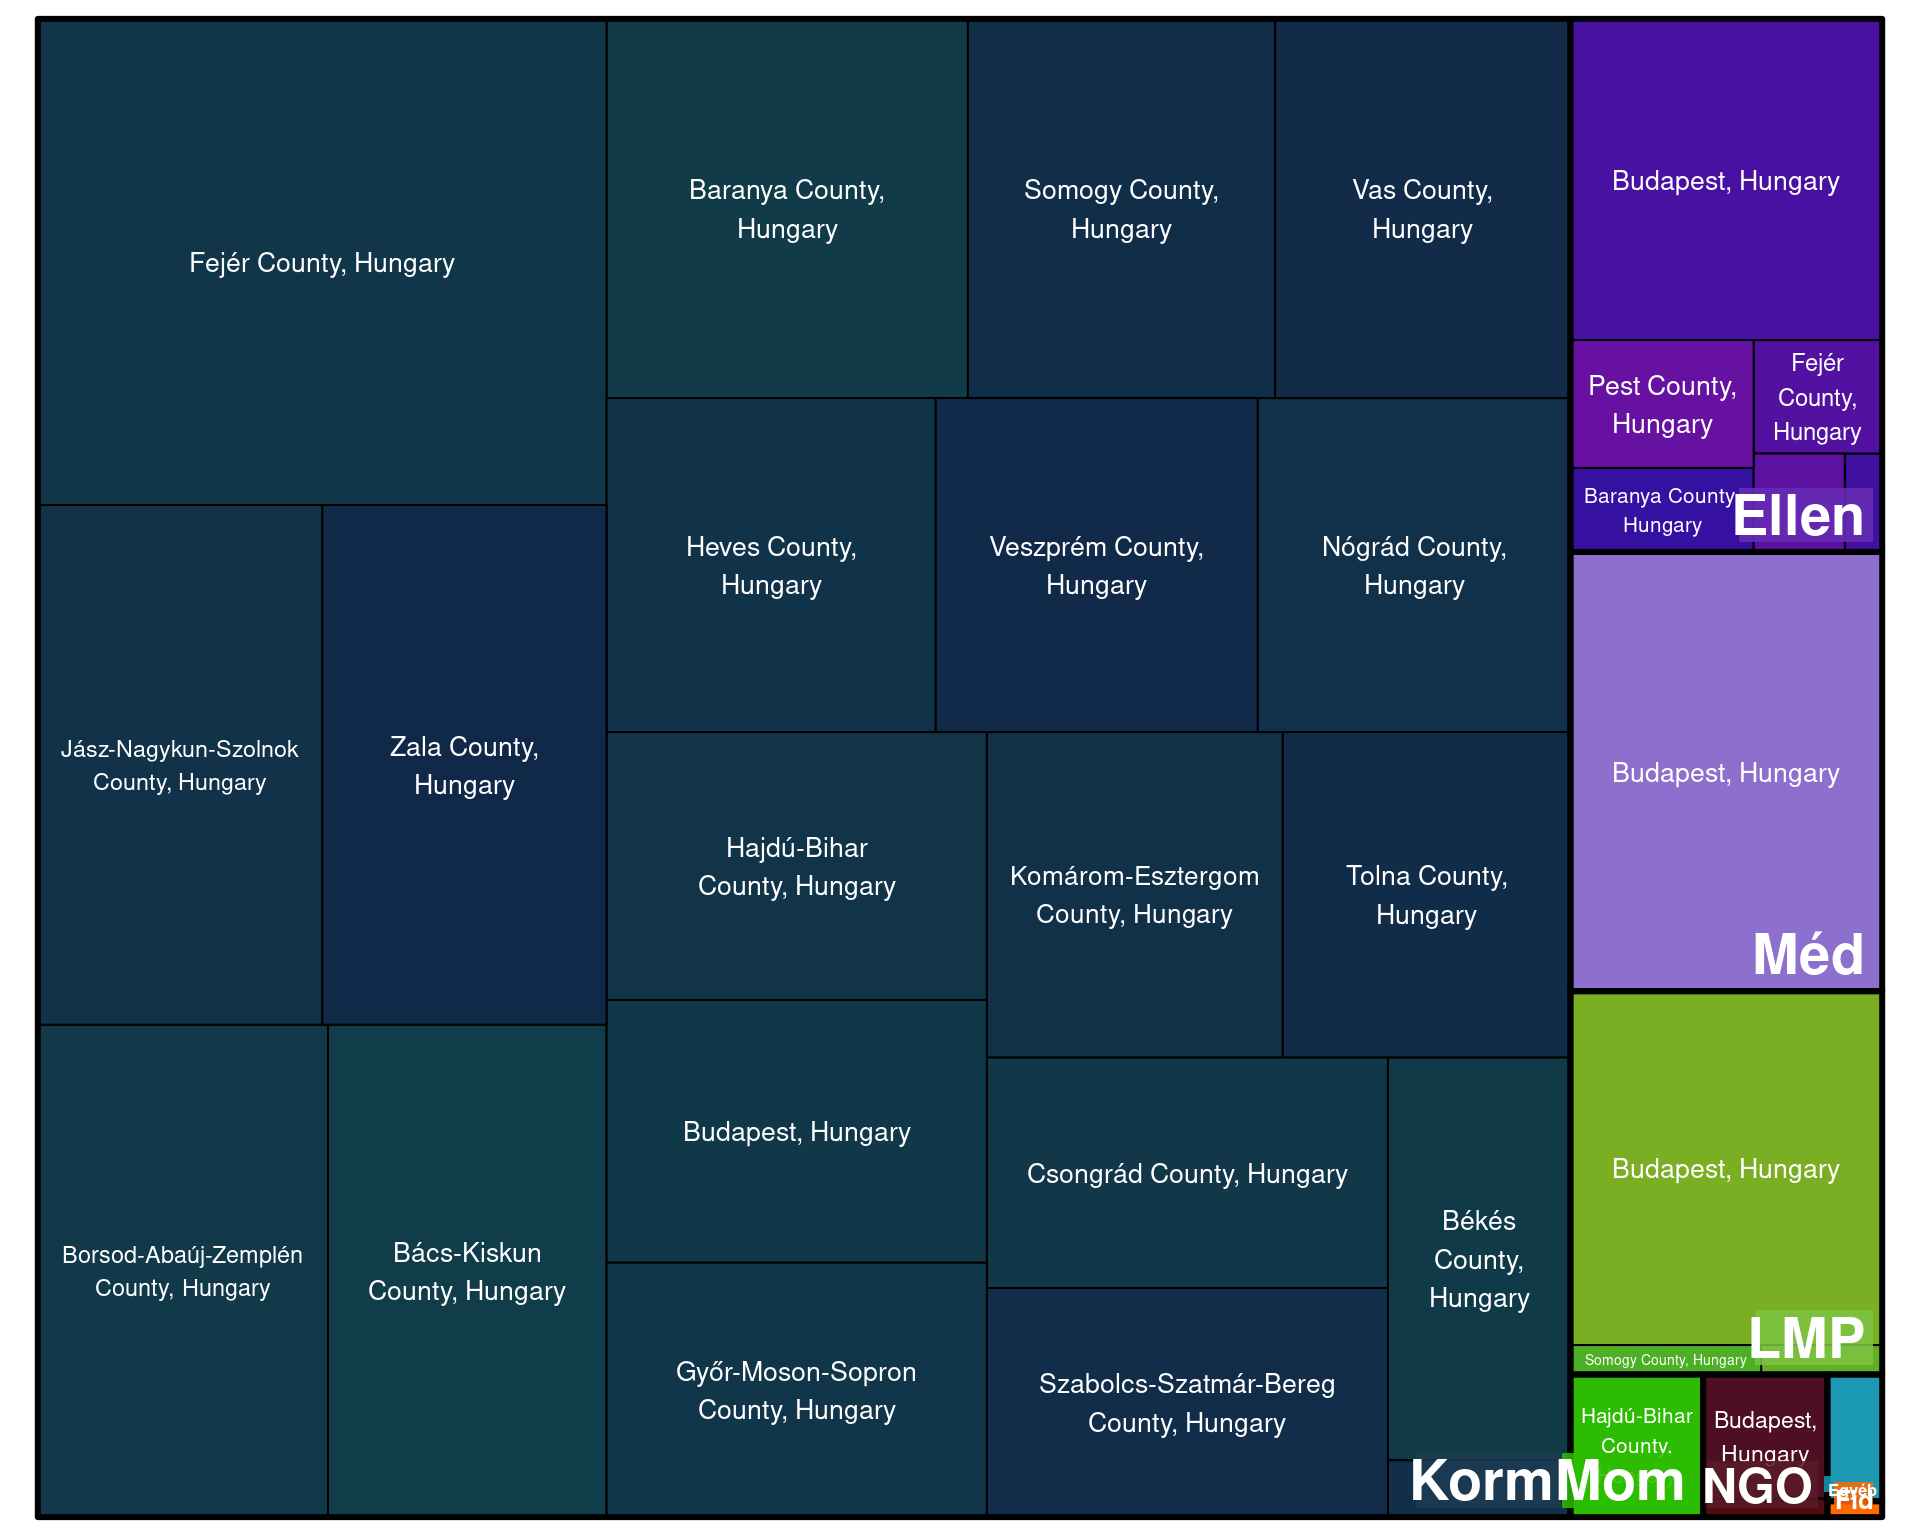 Fejér County, Hungary
Baranya County,
Hungary
Somogy County,
Hungary
Vas County,
Hungary
Budapest, Hungary
Pest County,
Hungary
Fejér
County,
Hungary
Baranya County,
Hungary
Ellen
Jász-Nagykun-Szolnok
County, Hungary
Zala County,
Hungary
Heves County,
Hungary
Veszprém County,
Hungary
Nógrád County,
Hungary
Budapest, Hungary
Méd
Hajdú-Bihar
County, Hungary
Komárom-Esztergom
County, Hungary
Tolna County,
Hungary
Borsod-Abaúj-Zemplén
County, Hungary
Bács-Kiskun
County, Hungary
Budapest, Hungary
Csongrád County, Hungary
Békés
County,
Hungary
Budapest, Hungary
LMP
Somogy County, Hungary
Győr-Moson-Sopron
County, Hungary
Szabolcs-Szatmár-Bereg
County, Hungary
Korm
Hajdú-Bihar
County,
Mom
Budapest,
Hungary
NGO
Egyéb
Fid